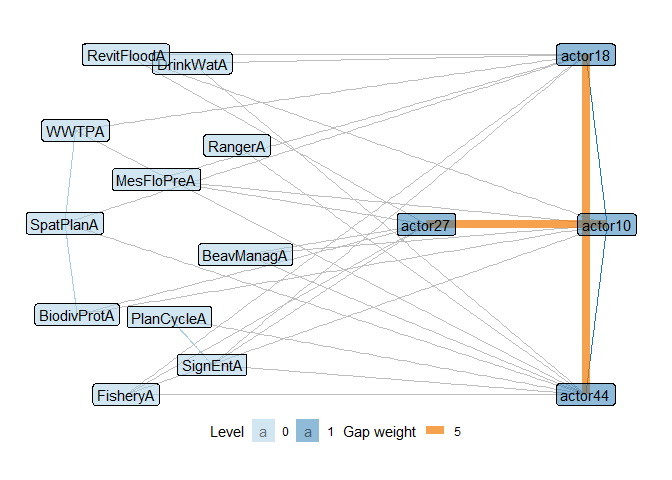 RevitFloodA
DrinkWatA
actor18
WWTPA
RangerA
MesFloPreA
SpatPlanA
actor27
actor10
BeavManagA
BiodivProtA
PlanCycleA
SignEntA
FisheryA
actor44
Level a 0 a 1 Gap weight 5